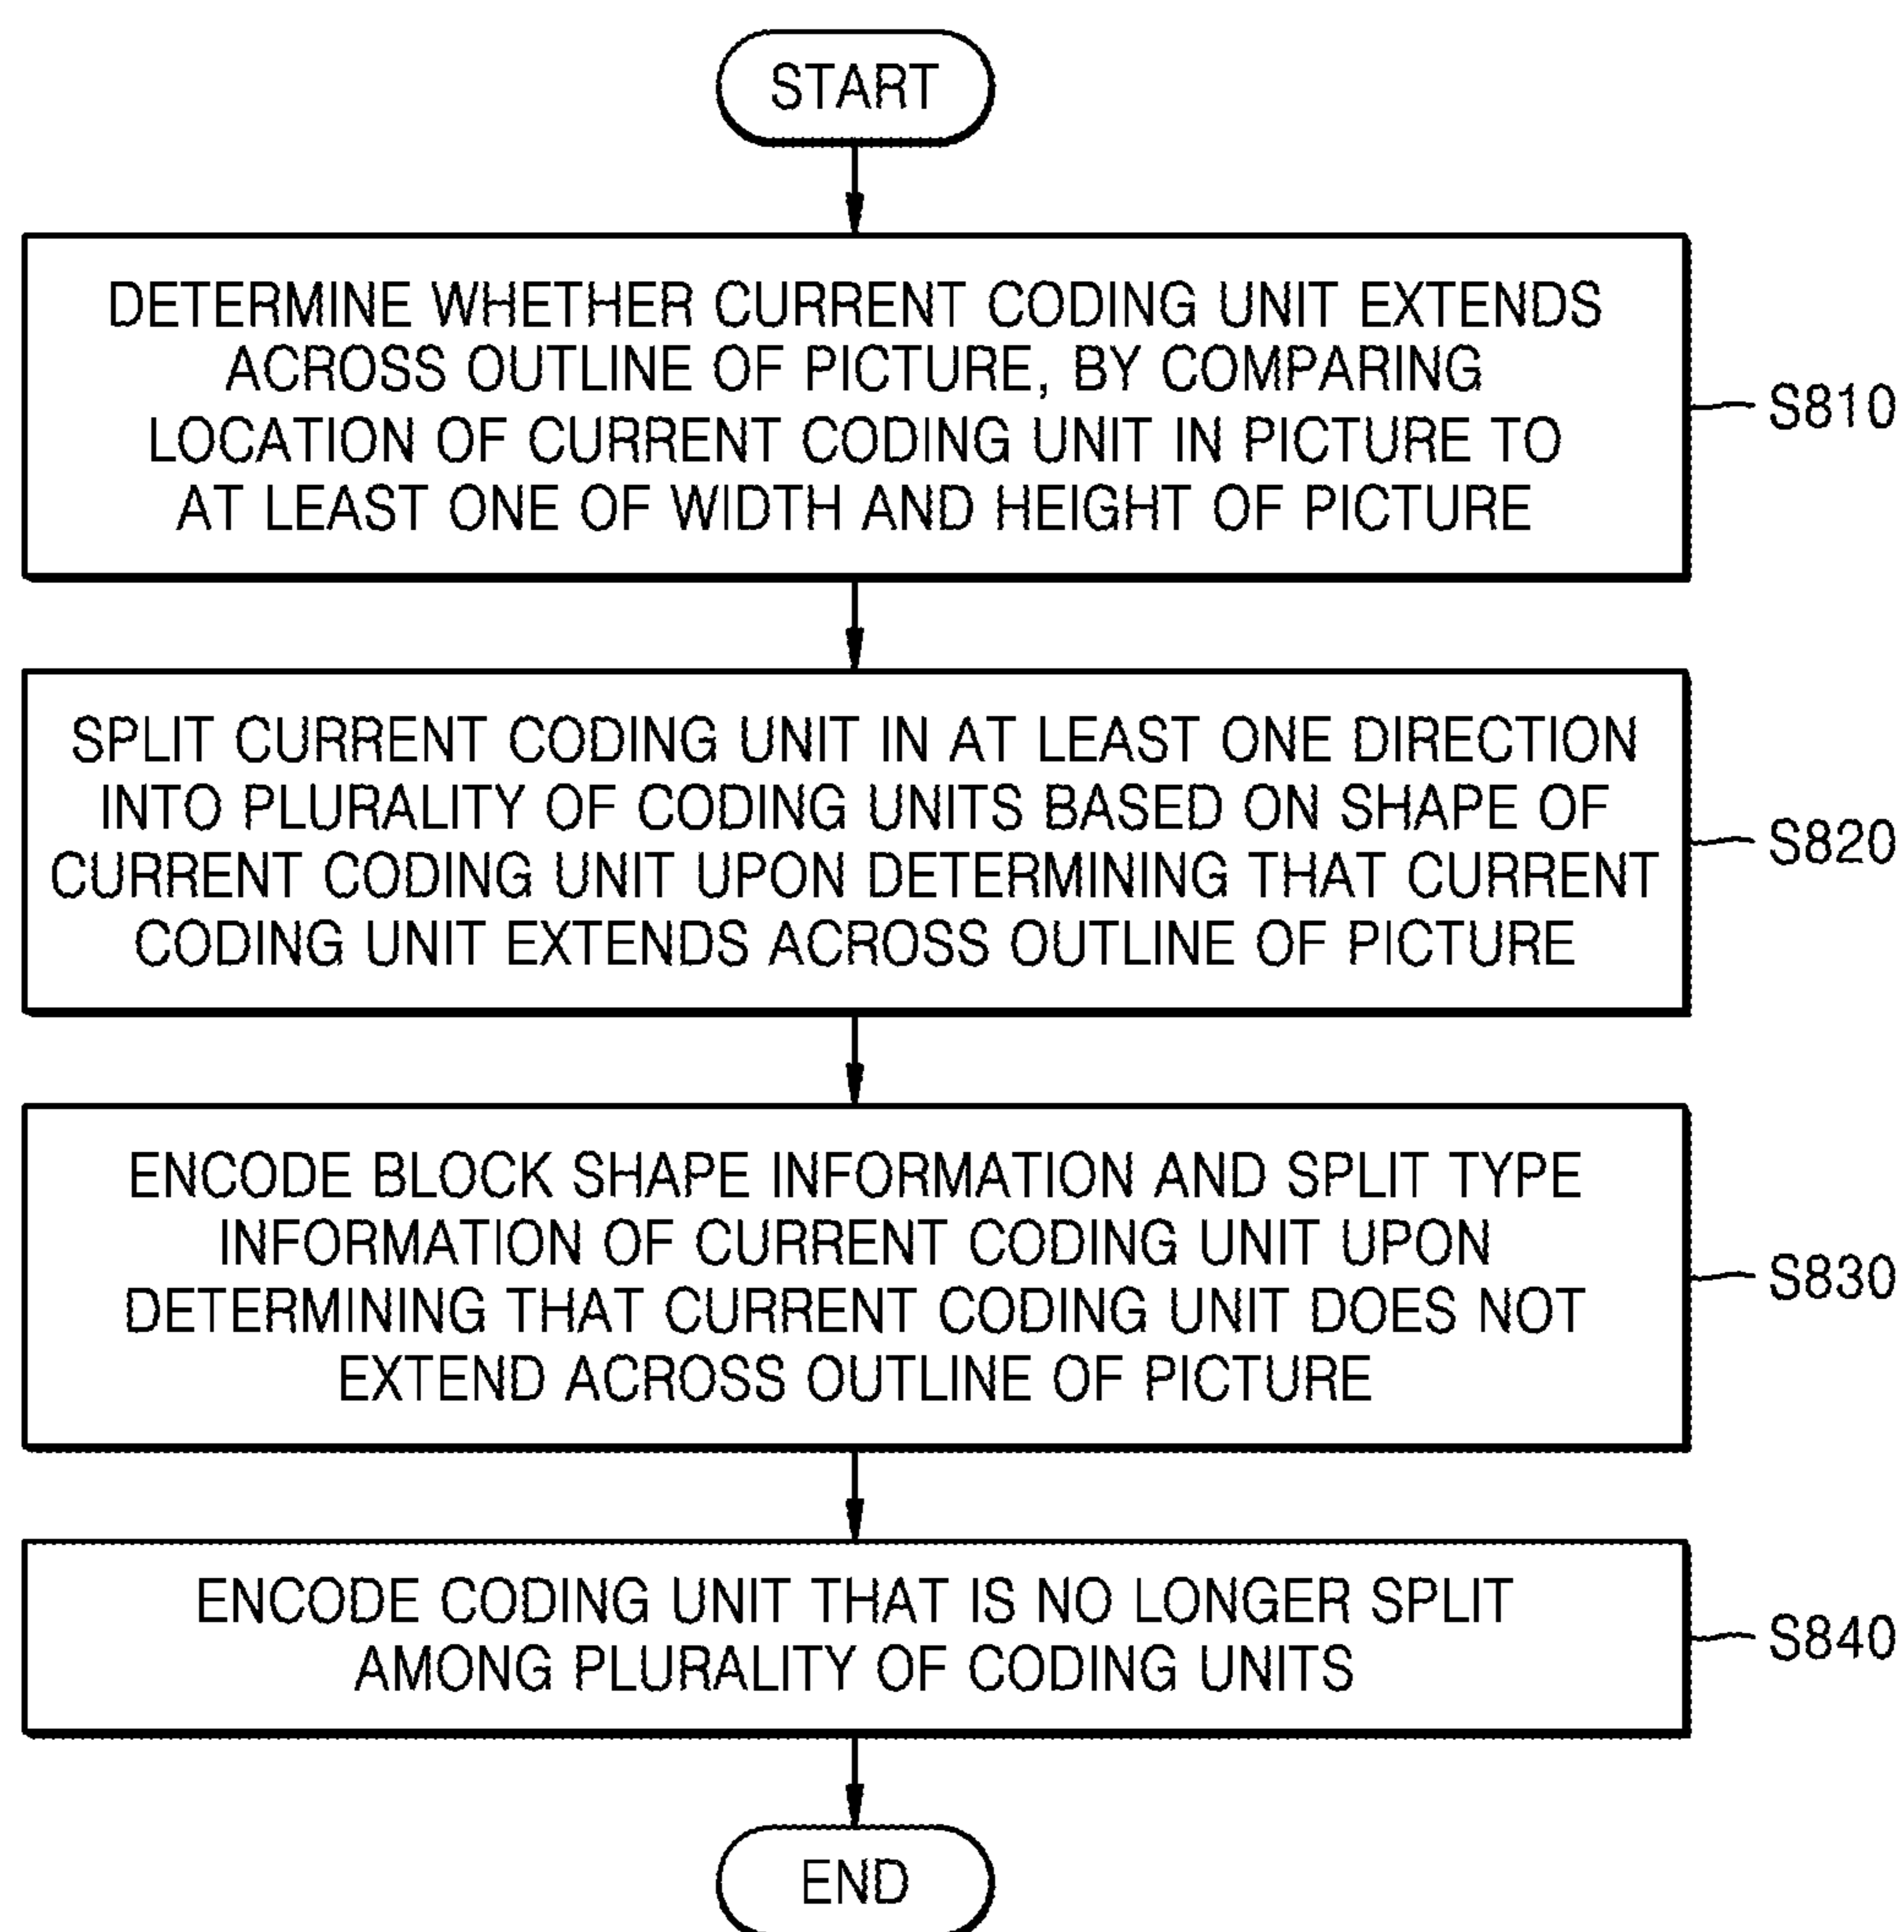 START
DETERMINE WHETHER CURRENT CODING UNIT EXTENDS
ACROSS OUTLINE OF PICTURE, BY COMPARING
LOCATION OF CURRENT CODING UNIT IN PICTURE TO
AT LEAST ONE OF WIDTH AND HEIGHT OF PICTURE
S810
SPLIT CURRENT CODING UNIT IN AT LEAST ONE DIRECTION
INTO PLURALITY OF CODING UNITS BASED ON SHAPE OF
CURRENT CODING UNIT UPON DETERMINING THAT CURRENT
CODING UNIT EXTENDS ACROSS OUTLINE OF PICTURE
S820
ENCODE BLOCK SHAPE INFORMATION AND SPLIT TYPE
INFORMATION OF CURRENT CODING UNIT UPON
DETERMINING THAT CURRENT CODING UNIT DOES NOT
EXTEND ACROSS OUTLINE OF PICTURE
S830
ENCODE CODING UNIT THAT IS NO LONGER SPLIT
AMONG PLURALITY OF CODING UNITS
S840
END